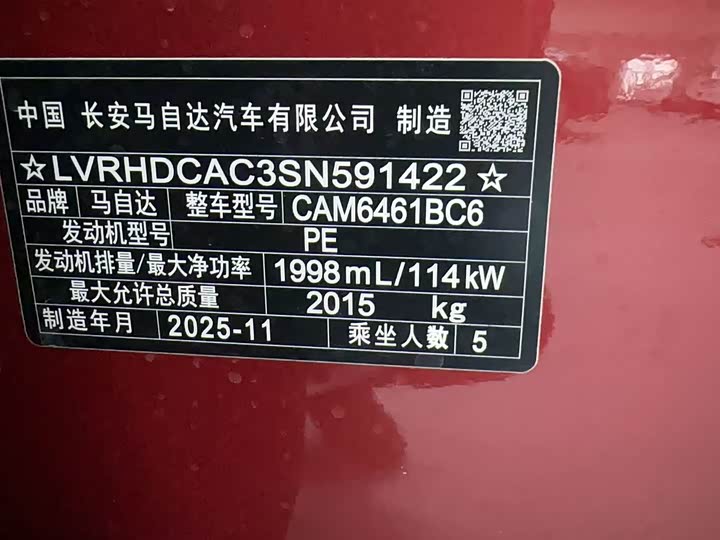 中国 长安马自达汽车有限公司 制造
☆LVRHDCAC3SN591422☆
品牌 马自达 整车型号 CAM6461BC6
发动机型号 PE
发动机排量/最大净功率 1998mL/114kW
最大允许总质量 2015 kg
制造年月 2025-11 乘坐人数 5